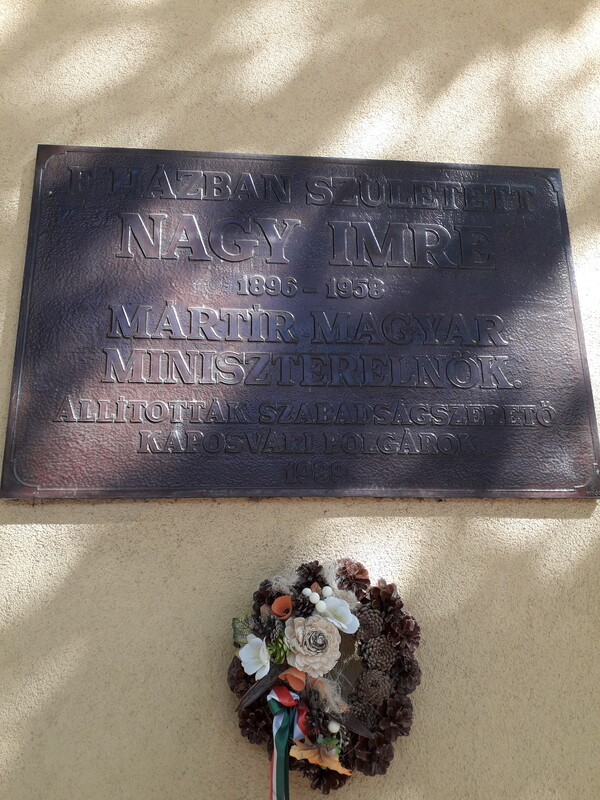 E HÁZBAN SZÜLETETT
NAGY IMRE
1896 - 1958
MÁRTÍR MAGYAR
MINISZTERELNÖK.
ÁLLÍTOTTÁK SZABADSÁGSZERETŐ
KAPOSVÁRI POLGÁROK